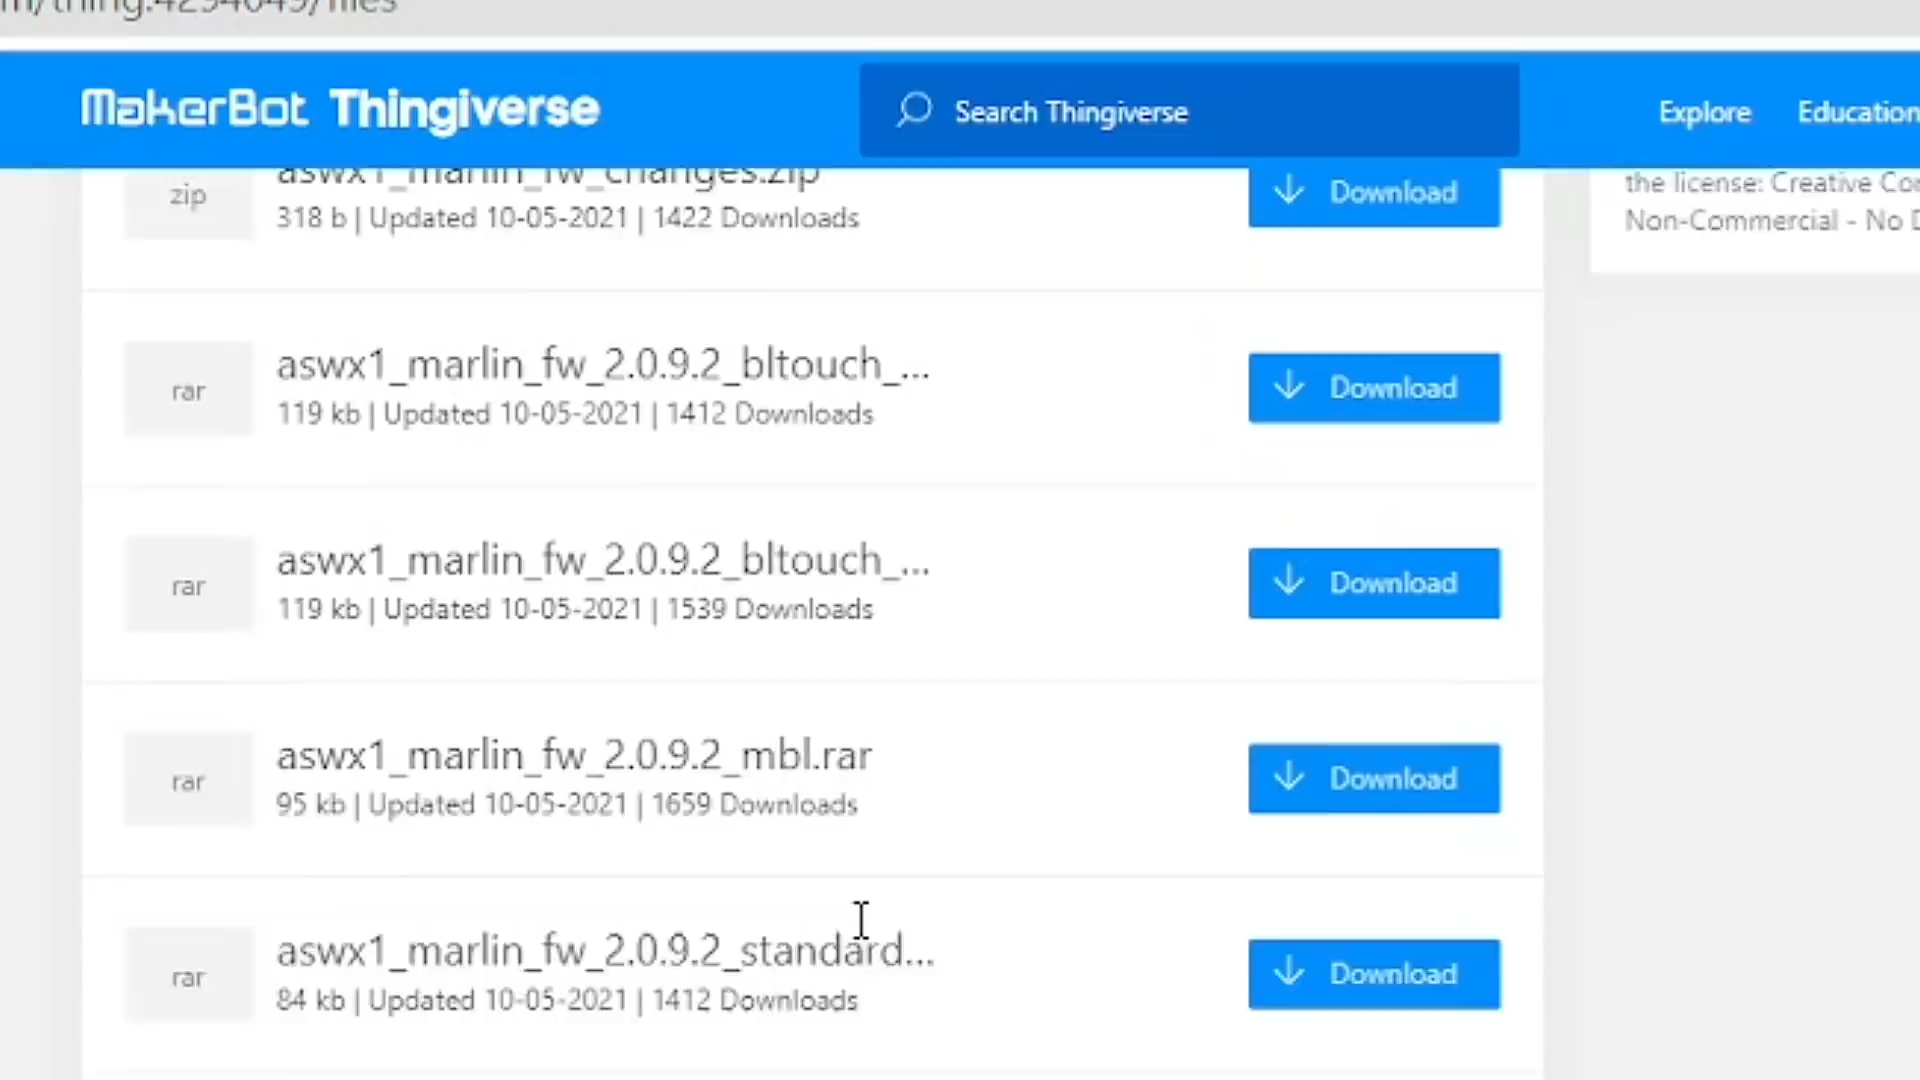 MakerBot Thingiverse
Search Thingiverse
Explore
Education
zip
aswx1_marlin_fw_changes.zip
318 b | Updated 10-05-2021 | 1422 Downloads
Download
the license: Creative
Non-Commercial - No
rar
aswx1_marlin_fw_2.0.9.2_bltouch_...
119 kb | Updated 10-05-2021 | 1412 Downloads
Download
rar
aswx1_marlin_fw_2.0.9.2_bltouch_...
119 kb | Updated 10-05-2021 | 1539 Downloads
Download
rar
aswx1_marlin_fw_2.0.9.2_mbl.rar
95 kb | Updated 10-05-2021 | 1659 Downloads
Download
rar
aswx1_marlin_fw_2.0.9.2_standard...
84 kb | Updated 10-05-2021 | 1412 Downloads
Download